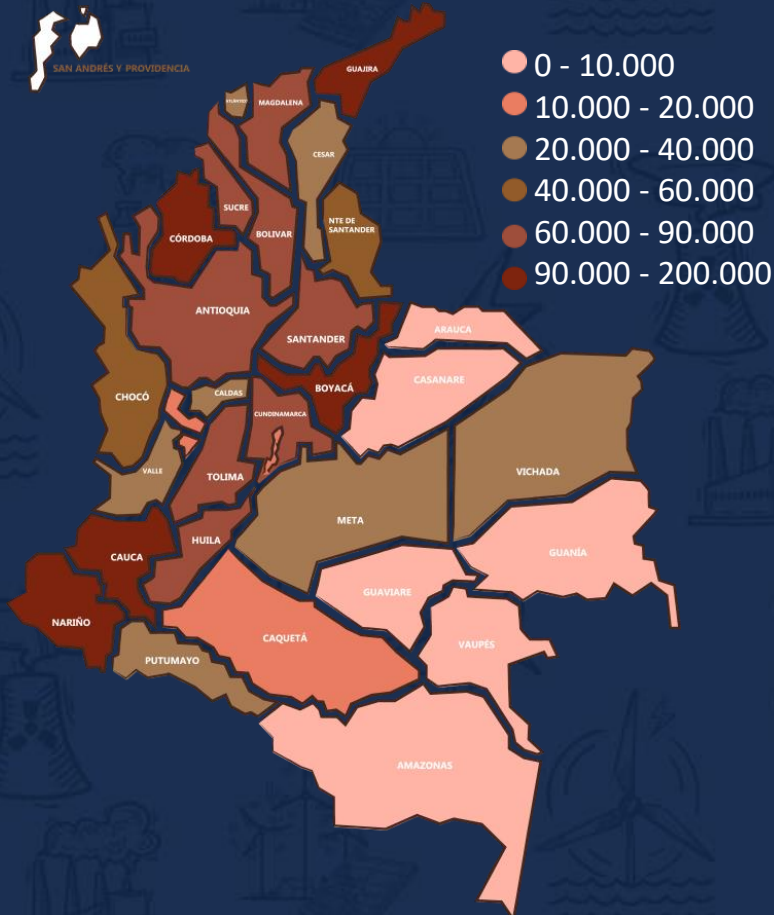 SAN ANDRÉS Y PROVIDENCIA
GUAJIRA
MAGDALENA
CESAR
SUCRE
NTE DE
SANTANDER
CÓRDOBA
BOLIVAR
ANTIOQUIA
SANTANDER
ARAUCA
BOYACÁ
CASANARE
CHOCÓ
CALDAS
CUNDINAMARCA
VALLE
TOLIMA
VICHADA
META
HUILA
CAUCA
GUANÍA
GUAVIARE
NARIÑO
CAQUETÁ
VAUPÉS
PUTUMAYO
AMAZONAS
0 - 10.000
10.000 - 20.000
20.000 - 40.000
40.000 - 60.000
60.000 - 90.000
90.000 - 200.000